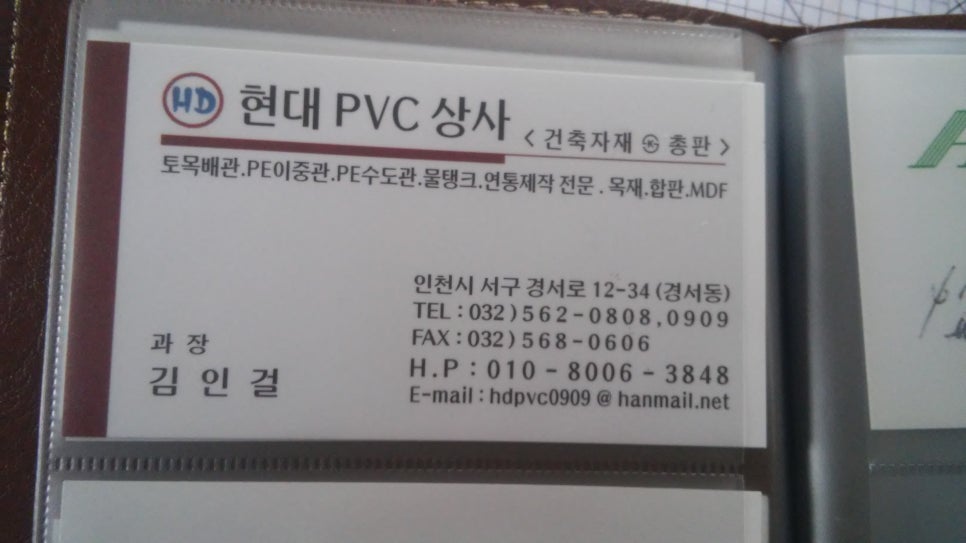 HD 현대 PVC 상사 < 건축자재 ㉿ 총판 >
토목배관.PE이중관.PE수도관.물탱크.연통제작 전문 . 목재.합판.MDF
인천시 서구 경서로 12-34 (경서동)
TEL : 032) 562-0808,0909
FAX : 032) 568-0606
과 장
H.P : 010 - 8006 - 3848
김 인 걸
E-mail : hdpvc0909 @ hanmail.net